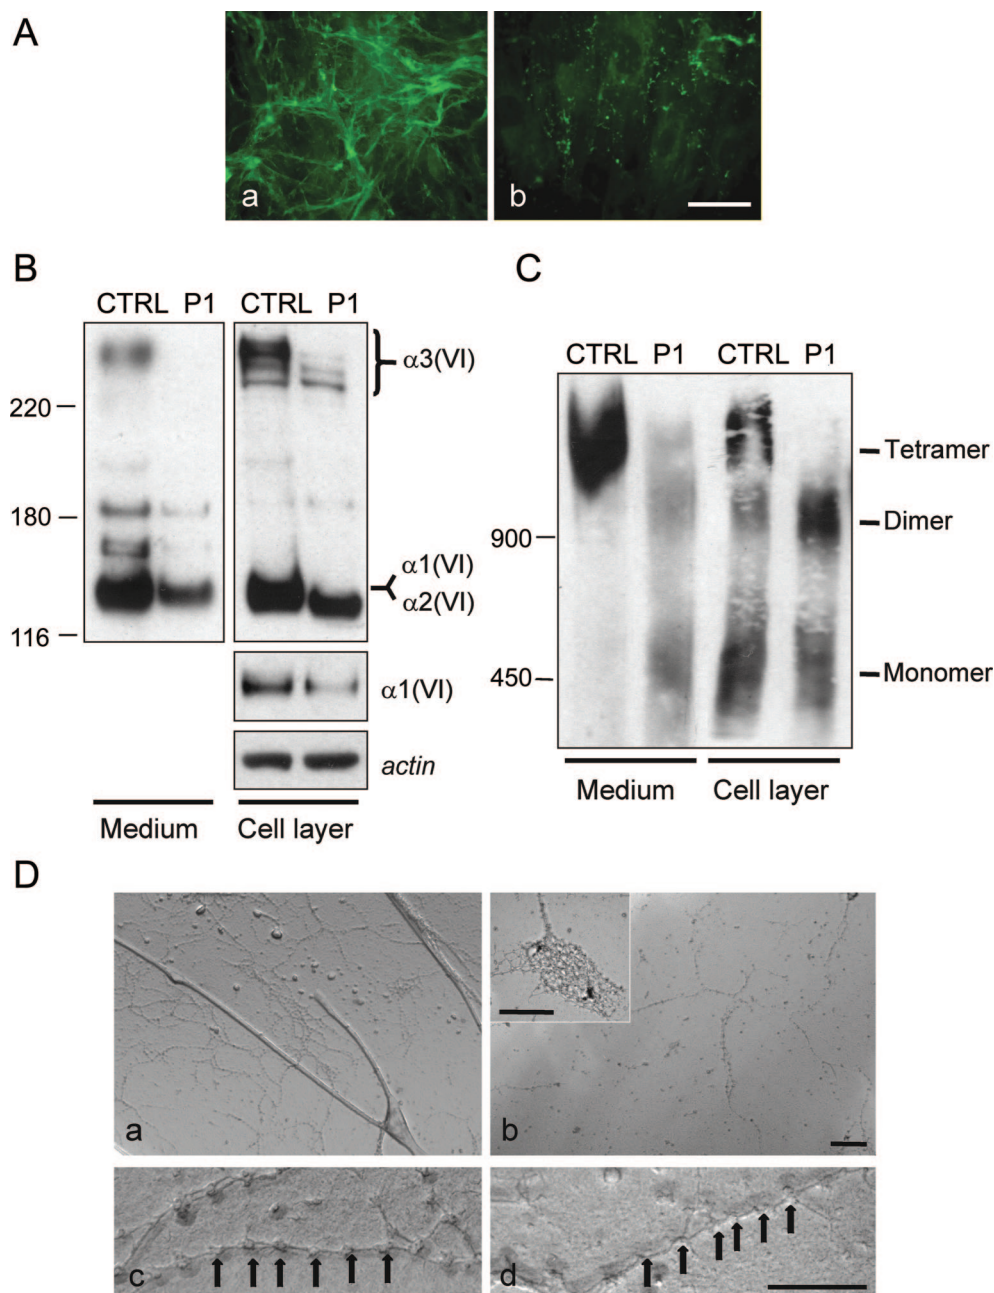 A
a
b
B
CTRL P1
CTRL P1
α3(VI)
220
180
α1(VI)
α2(VI)
116
α1(VI)
actin
Medium
Cell layer
C
CTRL P1
CTRL P1
Tetramer
Dimer
900
Monomer
450
Medium
Cell layer
D
a
b
c
d